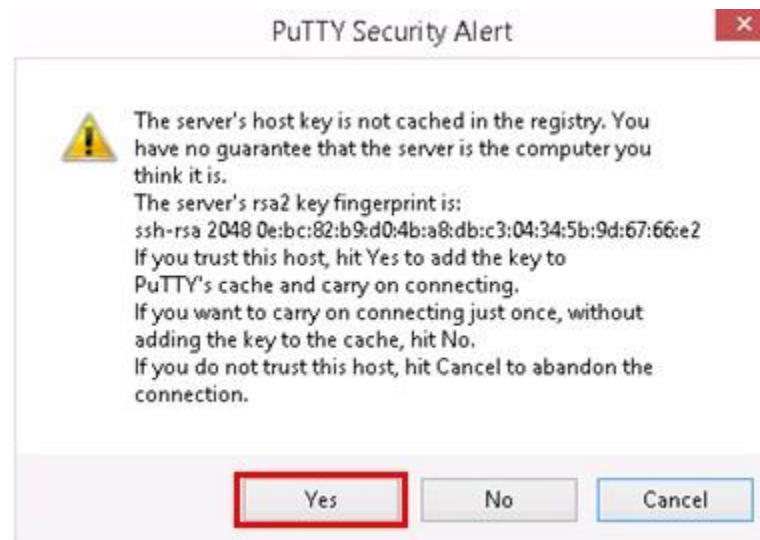 PuTTY Security Alert
The server's host key is not cached in the registry. You
have no guarantee that the server is the computer you
think it is.
The server's rsa2 key fingerprint is:
ssh-rsa 2048 0e:bc:82:b9:d0:4b:a8:db:c3:04:34:5b:9d:67:66:e2
If you trust this host, hit Yes to add the key to
PuTTY's cache and carry on connecting.
If you want to carry on connecting just once, without
adding the key to the cache, hit No.
If you do not trust this host, hit Cancel to abandon the
connection.
Yes No Cancel